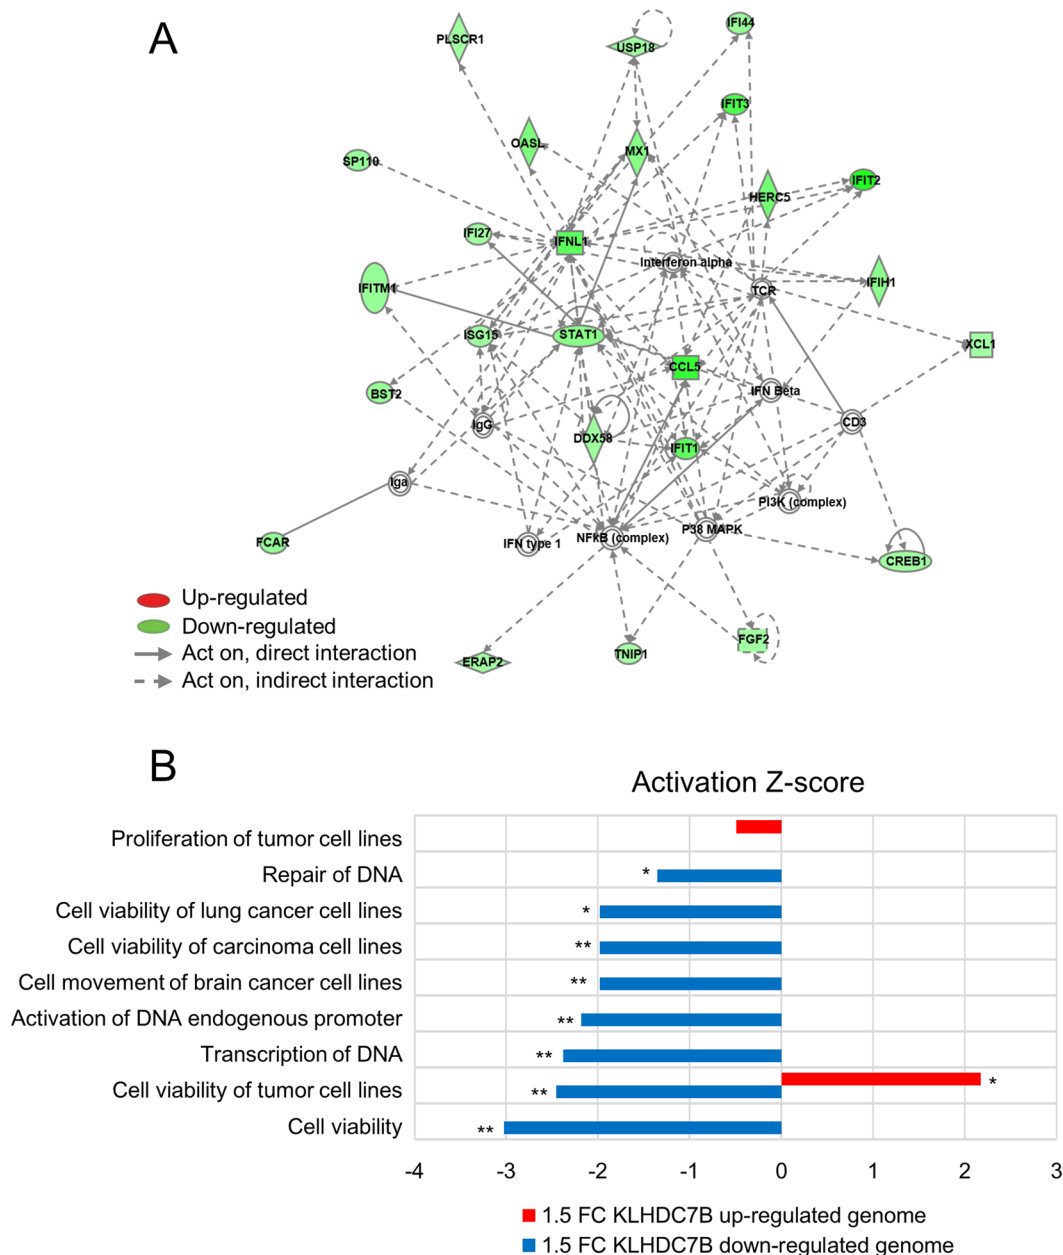 A
PLSCR1
USP18
IFI44
IFIT3
OASL
MX1
SP110
IFIT2
HERC5
IFI27
IFNL1
Interferon alpha
IFITM1
TCR
IFIH1
ISG15
STAT1
XCL1
CCL5
BST2
IFN Beta
IgG
CD3
DDX58
IFIT1
Iga
PI3K (complex)
FCAR
IFN type 1
NFkB (complex)
P38 MAPK
CREB1
Up-regulated
Down-regulated
Act on, direct interaction
Act on, indirect interaction
ERAP2
TNIP1
FGF2
B
Activation Z-score
Proliferation of tumor cell lines
Repair of DNA *
Cell viability of lung cancer cell lines *
Cell viability of carcinoma cell lines **
Cell movement of brain cancer cell lines **
Activation of DNA endogenous promoter **
Transcription of DNA **
Cell viability of tumor cell lines ** *
Cell viability **
-4 -3 -2 -1 0 1 2 3
1.5 FC KLHDC7B up-regulated genome
1.5 FC KLHDC7B down-regulated genome